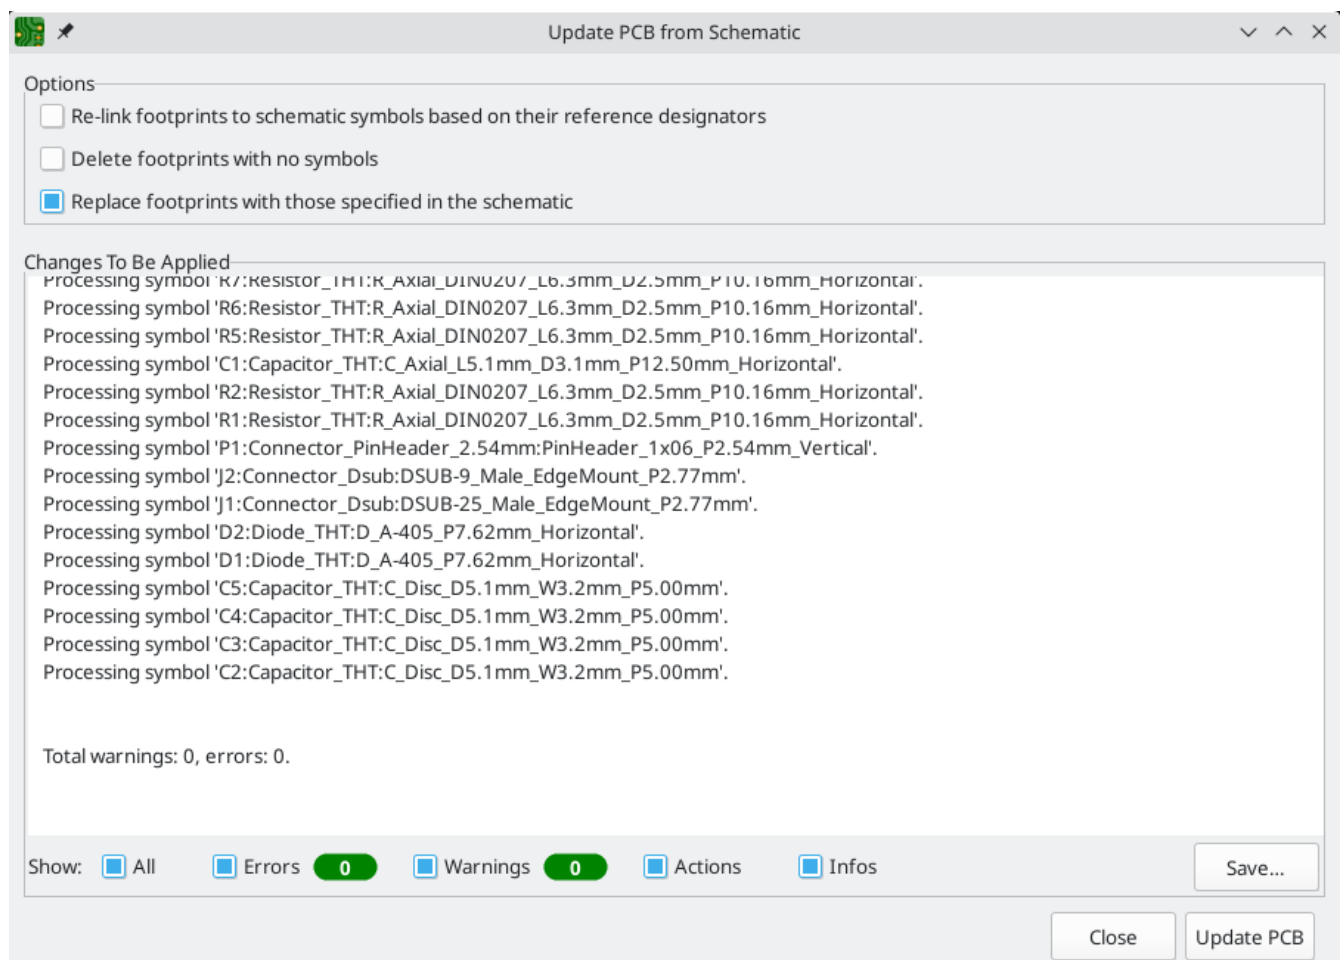 Update PCB from Schematic
Options
Re-link footprints to schematic symbols based on their reference designators
Delete footprints with no symbols
Replace footprints with those specified in the schematic
Changes To Be Applied
Processing symbol 'R7:Resistor_THT:R_Axial_DIN0207_L6.3mm_D2.5mm_P10.16mm_Horizontal'.
Processing symbol 'R6:Resistor_THT:R_Axial_DIN0207_L6.3mm_D2.5mm_P10.16mm_Horizontal'.
Processing symbol 'R5:Resistor_THT:R_Axial_DIN0207_L6.3mm_D2.5mm_P10.16mm_Horizontal'.
Processing symbol 'C1:Capacitor_THT:C_Axial_L5.1mm_D3.1mm_P12.50mm_Horizontal'.
Processing symbol 'R2:Resistor_THT:R_Axial_DIN0207_L6.3mm_D2.5mm_P10.16mm_Horizontal'.
Processing symbol 'R1:Resistor_THT:R_Axial_DIN0207_L6.3mm_D2.5mm_P10.16mm_Horizontal'.
Processing symbol 'P1:Connector_PinHeader_2.54mm:PinHeader_1x06_P2.54mm_Vertical'.
Processing symbol 'J2:Connector_Dsub:DSUB-9_Male_EdgeMount_P2.77mm'.
Processing symbol 'J1:Connector_Dsub:DSUB-25_Male_EdgeMount_P2.77mm'.
Processing symbol 'D2:Diode_THT:D_A-405_P7.62mm_Horizontal'.
Processing symbol 'D1:Diode_THT:D_A-405_P7.62mm_Horizontal'.
Processing symbol 'C5:Capacitor_THT:C_Disc_D5.1mm_W3.2mm_P5.00mm'.
Processing symbol 'C4:Capacitor_THT:C_Disc_D5.1mm_W3.2mm_P5.00mm'.
Processing symbol 'C3:Capacitor_THT:C_Disc_D5.1mm_W3.2mm_P5.00mm'.
Processing symbol 'C2:Capacitor_THT:C_Disc_D5.1mm_W3.2mm_P5.00mm'.
Total warnings: 0, errors: 0.
Show: All Errors 0 Warnings 0 Actions Infos Save...
Close Update PCB